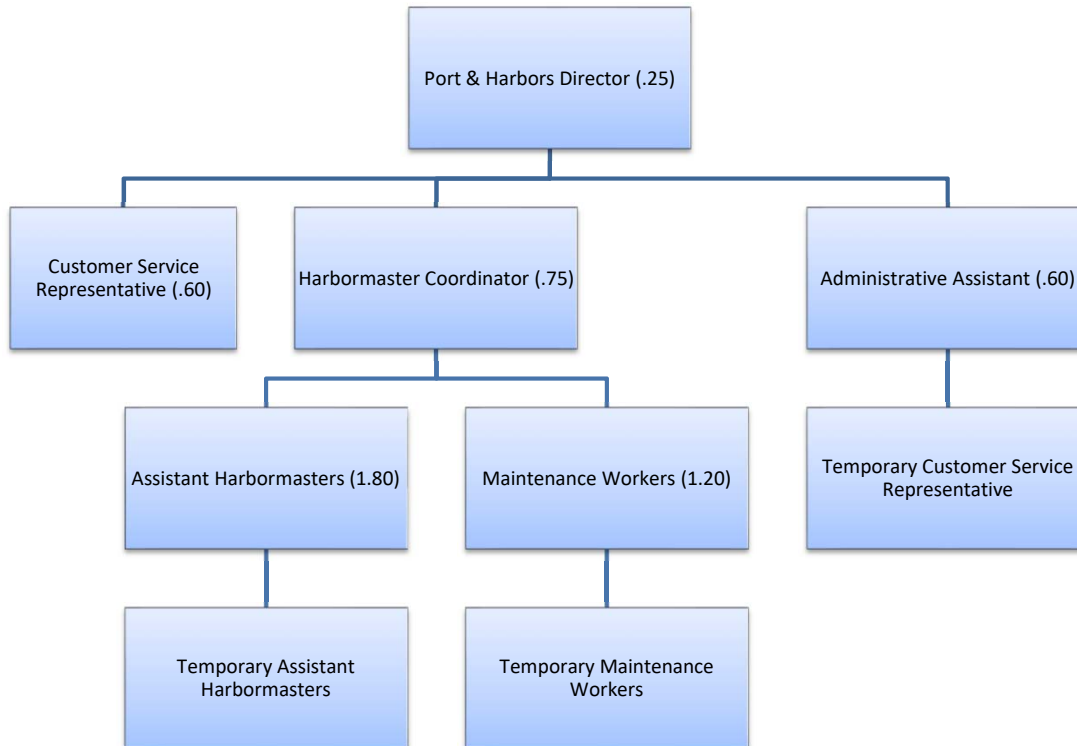 Port & Harbors Director (.25)
Customer Service
Representative (.60)
Harbormaster Coordinator (.75)
Administrative Assistant (.60)
Assistant Harbormasters (1.80)
Maintenance Workers (1.20)
Temporary Customer Service
Representative
Temporary Assistant
Harbormasters
Temporary Maintenance
Workers